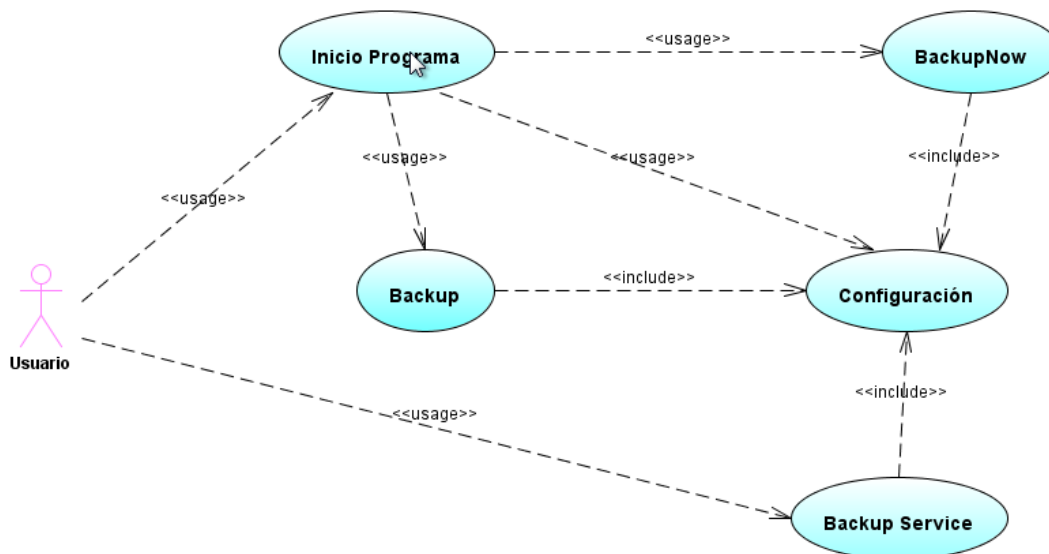 Inicio Programa
<<usage>>
BackupNow
<<usage>>
<<usage>>
<<include>>
<<usage>>
Backup
<<include>>
Configuración
Usuario
<<usage>>
<<include>>
Backup Service